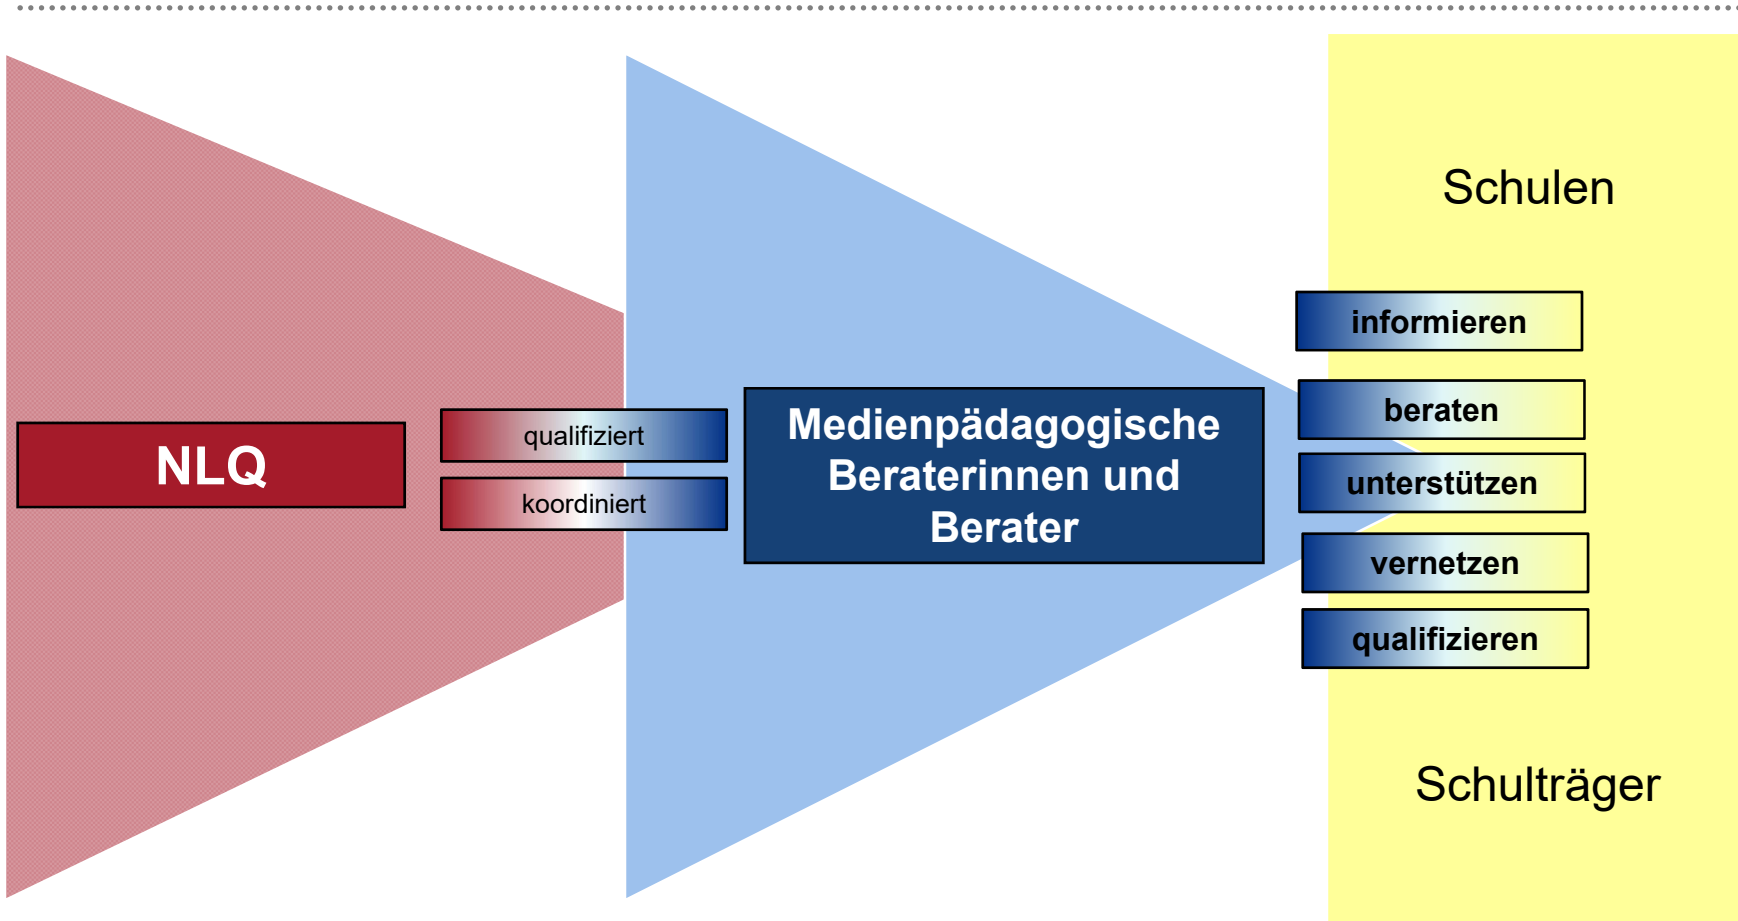 NLQ
qualifiziert
koordiniert
Medienpädagogische
Beraterinnen und
Berater
Schulen
informieren
beraten
unterstützen
vernetzen
qualifizieren
Schulträger